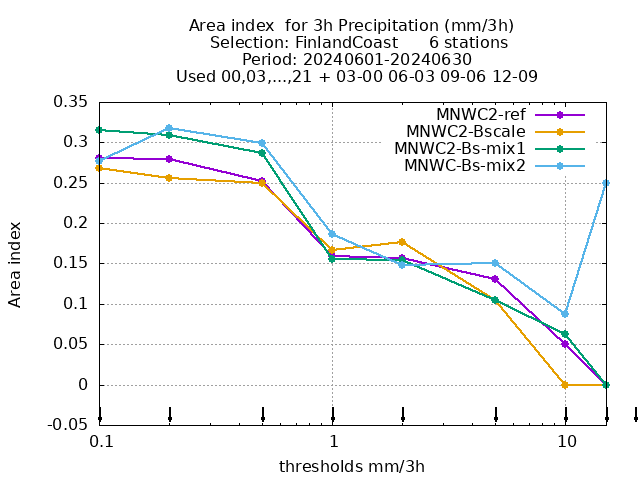 Area index  for 3h Precipitation (mm/3h)
Selection: FinlandCoast      6 stations
Period: 20240601-20240630
Used 00,03,...,21 + 03-00 06-03 09-06 12-09
MNWC2-ref
MNWC2-Bscale
MNWC2-Bs-mix1
MNWC-Bs-mix2
0.35
0.3
0.25
0.2
0.15
0.1
0.05
0
-0.05
Area index
0.1 1 10
thresholds mm/3h